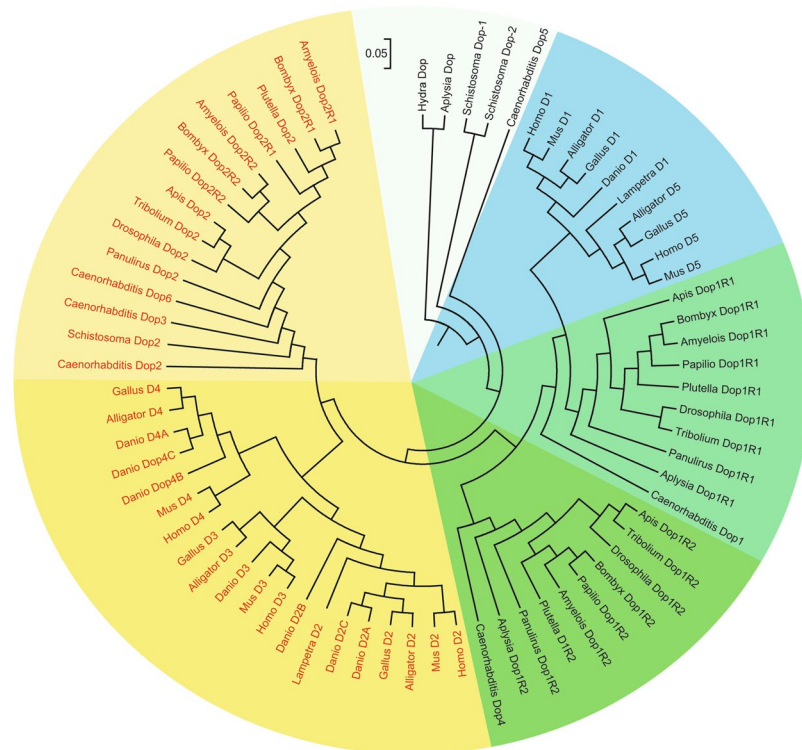 0.05
Hydra Dop
Aplysia Dop
Schistosoma Dop-1
Schistosoma Dop-2
Caenorhabditis Dop5
Homo D1
Mus D1
Alligator D1
Gallus D1
Danio D1
Lampetra D1
Alligator D5
Gallus D5
Homo D5
Mus D5
Apis Dop1R1
Bombyx Dop1R1
Amyelois Dop1R1
Papilio Dop1R1
Plutella Dop1R1
Drosophila Dop1R1
Tribolium Dop1R1
Panulirus Dop1R1
Aplysia Dop1R1
Caenorhabditis Dop1
Apis Dop1R2
Tribolium Dop1R2
Drosophila Dop1R2
Bombyx Dop1R2
Papilio Dop1R2
Amyelois Dop1R2
Plutella D1R2
Panulirus Dop1R2
Aplysia Dop1R2
Caenorhabditis Dop4
Homo D2
Mus D2
Alligator D2
Gallus D2
Danio D2A
Danio D2C
Lampetra D2
Danio D2B
Homo D3
Mus D3
Danio D3
Alligator D3
Gallus D3
Homo D4
Mus D4
Danio Dop4B
Danio Dop4C
Danio D4A
Alligator D4
Gallus D4
Caenorhabditis Dop2
Schistosoma Dop2
Caenorhabditis Dop3
Caenorhabditis Dop6
Panulirus Dop2
Drosophila Dop2
Tribolium Dop2
Apis Dop2
Papilio Dop2R2
Bombyx Dop2R2
Amyelois Dop2R2
Papilio Dop2R1
Plutella Dop2
Bombyx Dop2R1
Amyelois Dop2R1